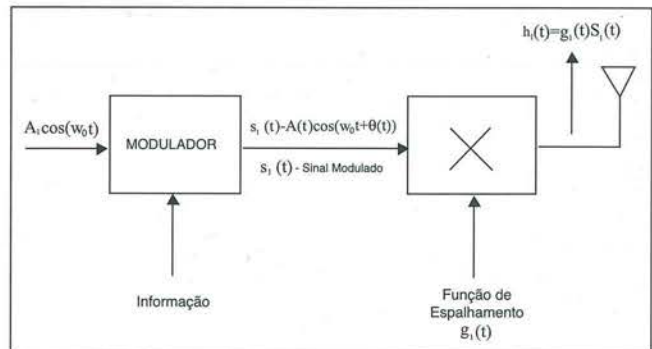 h₁(t)=g₁(t)S₁(t)
A₁cos(w₀t)
MODULADOR
s₁ (t)-A(t)cos(w₀t+θ(t))
s₁ (t) - Sinal Modulado
Informação
Função de
Espalhamento
g₁(t)